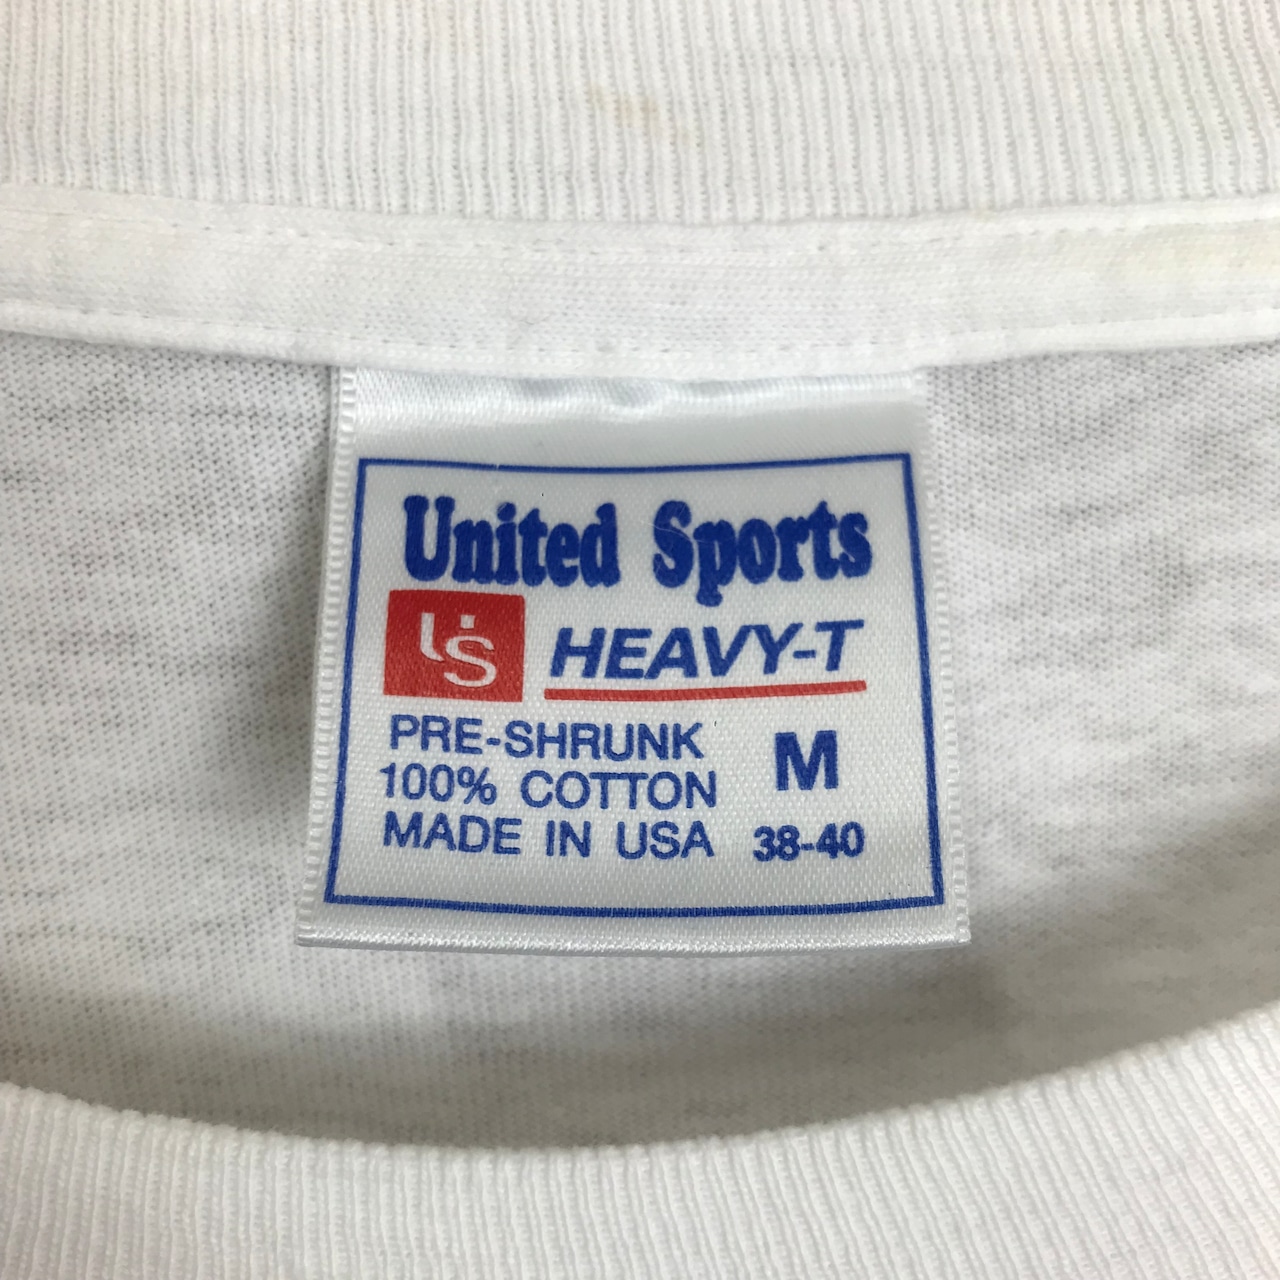 United Sports
US HEAVY-T
PRE-SHRUNK M
100% COTTON
MADE IN USA 38-40